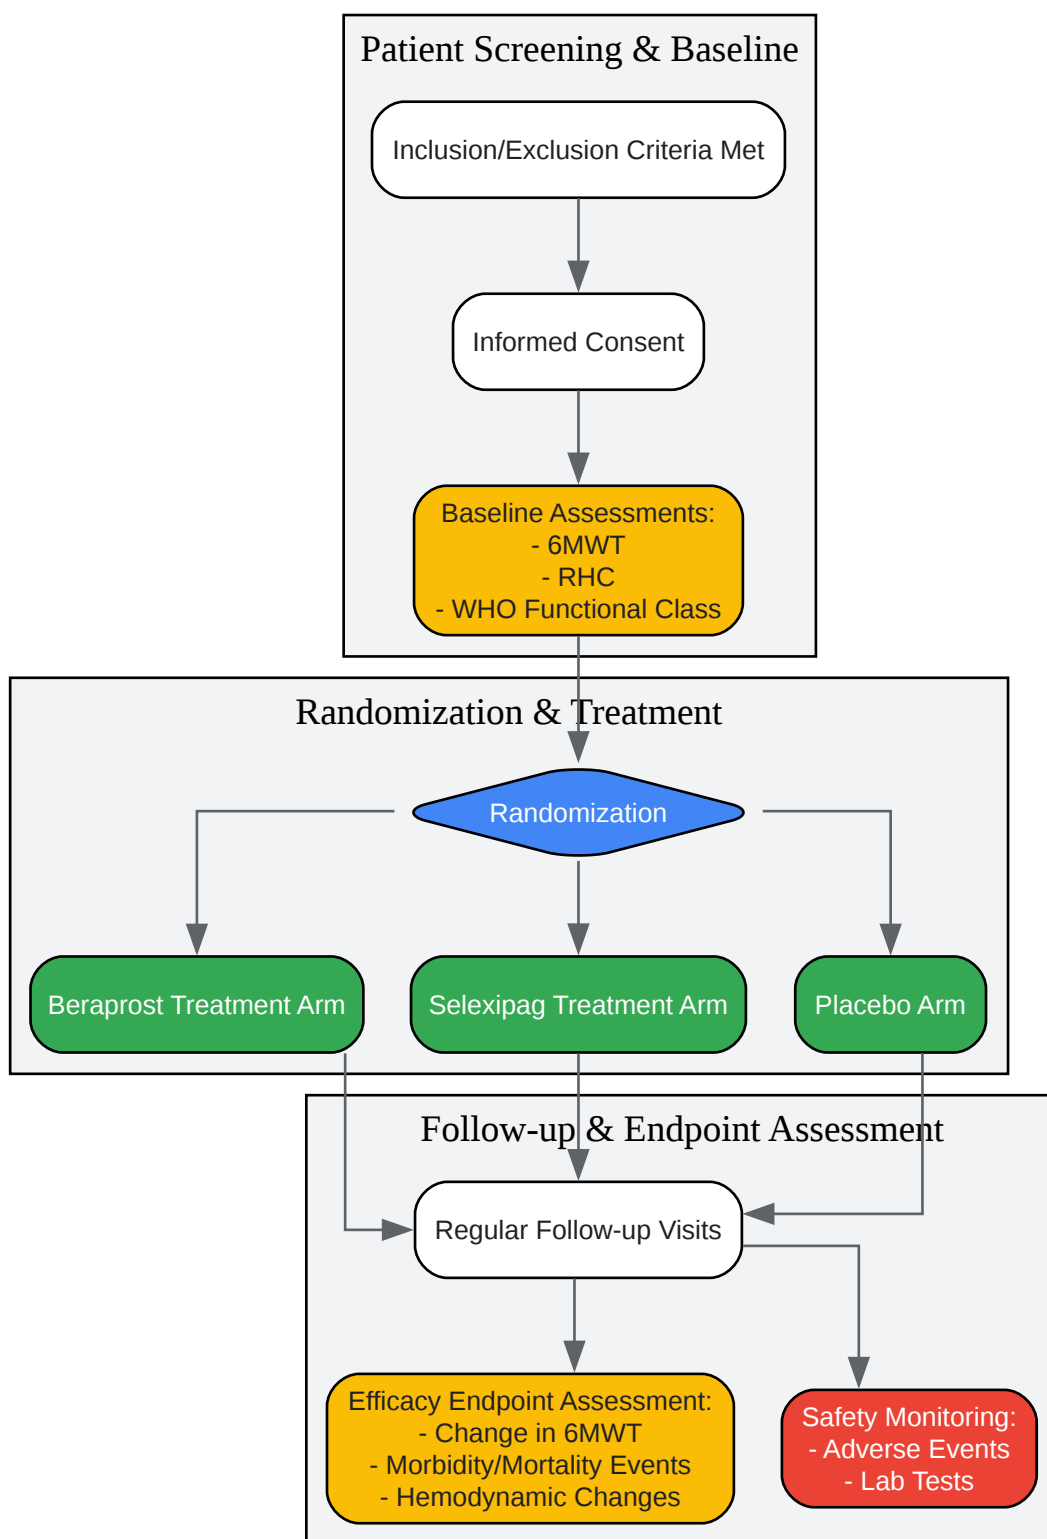 Patient Screening & Baseline
Inclusion/Exclusion Criteria Met
Informed Consent
Baseline Assessments:
- 6MWT
- RHC
- WHO Functional Class
Randomization & Treatment
Randomization
Beraprost Treatment Arm
Selexipag Treatment Arm
Placebo Arm
Follow-up & Endpoint Assessment
Regular Follow-up Visits
Efficacy Endpoint Assessment:
- Change in 6MWT
- Morbidity/Mortality Events
- Hemodynamic Changes
Safety Monitoring:
- Adverse Events
- Lab Tests